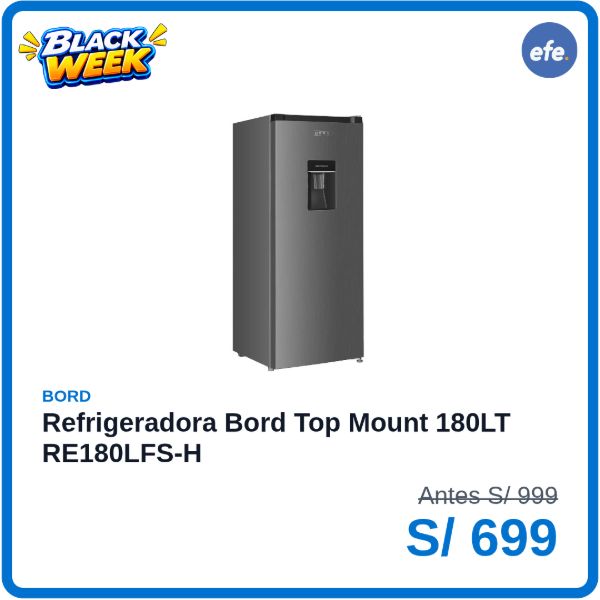 BLACK
WEEK
efe.
BORD
Refrigeradora Bord Top Mount 180LT
RE180LFS-H
Antes S/ 999
S/ 699